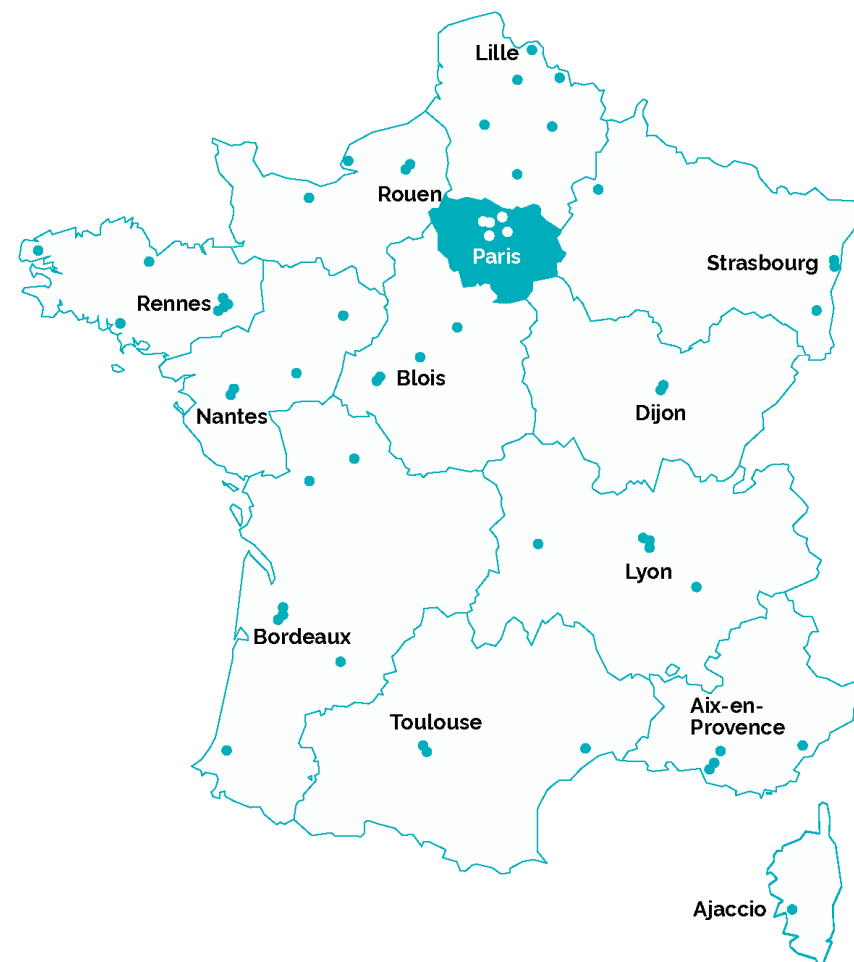 Lille
Rouen
Paris
Strasbourg
Rennes
Blois
Nantes
Dijon
Lyon
Bordeaux
Aix-en-
Provence
Toulouse
Ajaccio